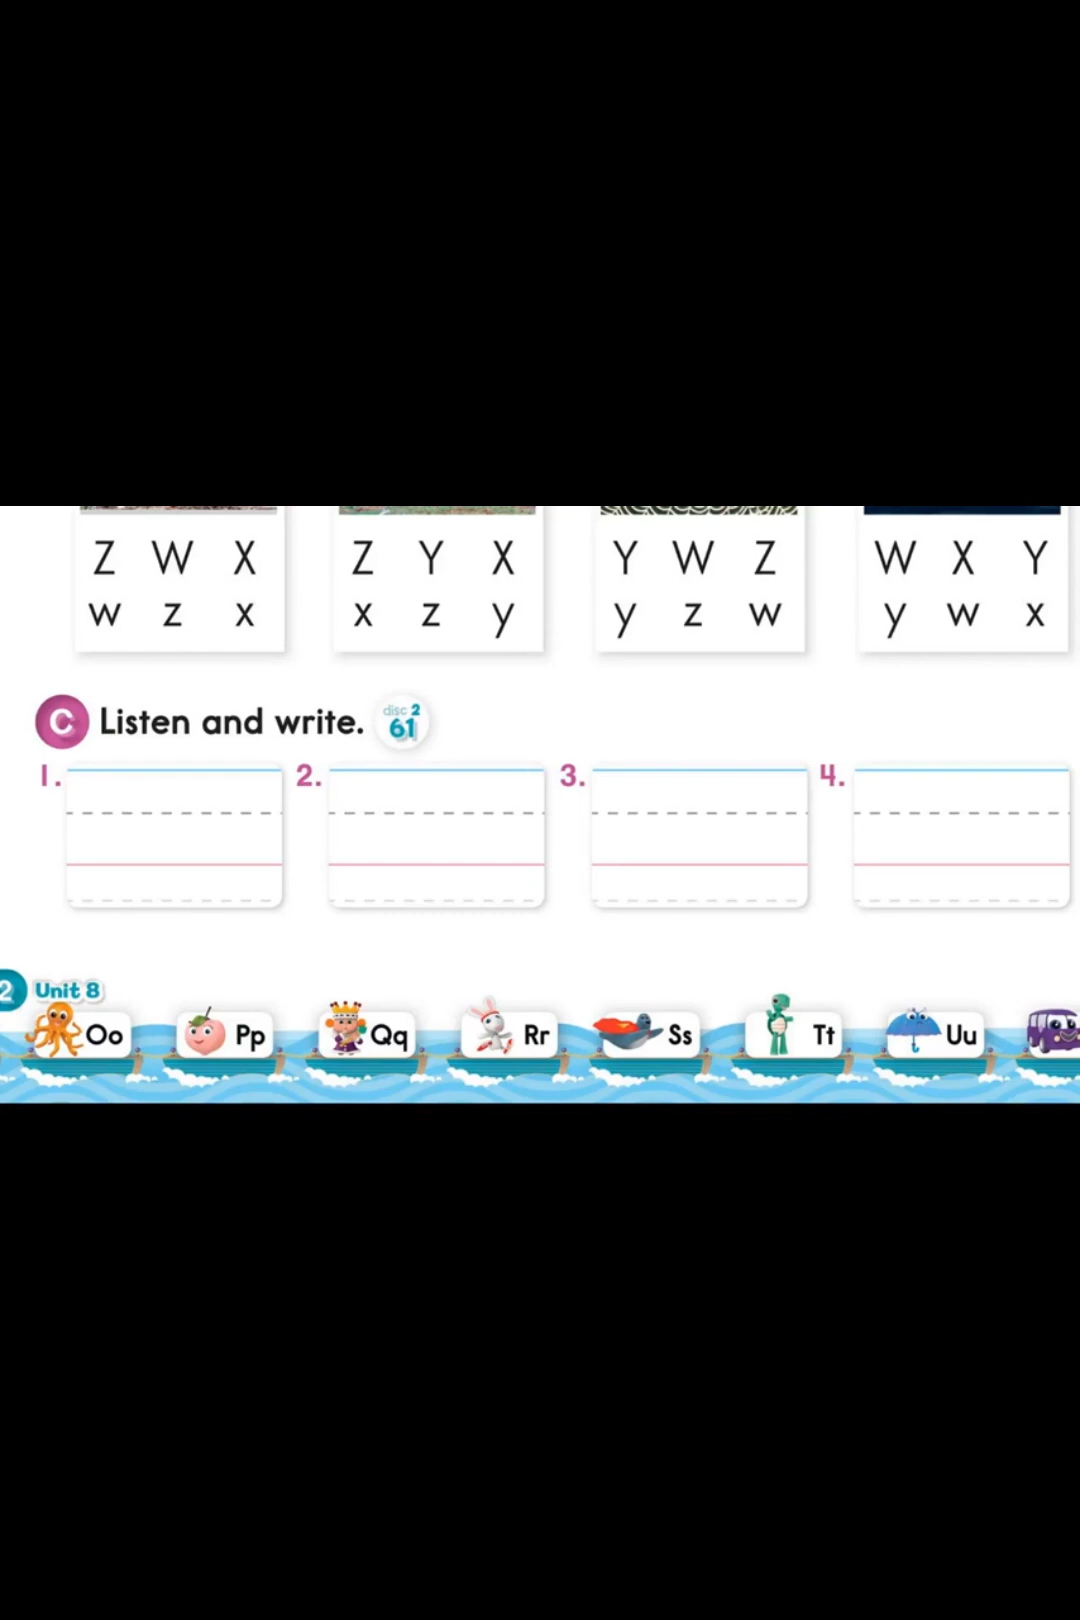 Z W X
w z x
Z Y X
x z y
Y W Z
y z w
W X Y
y w x
C Listen and write. disc 2 61
1. 2. 3. 4.
2 Unit 8
Oo Pp Qq Rr Ss Tt Uu